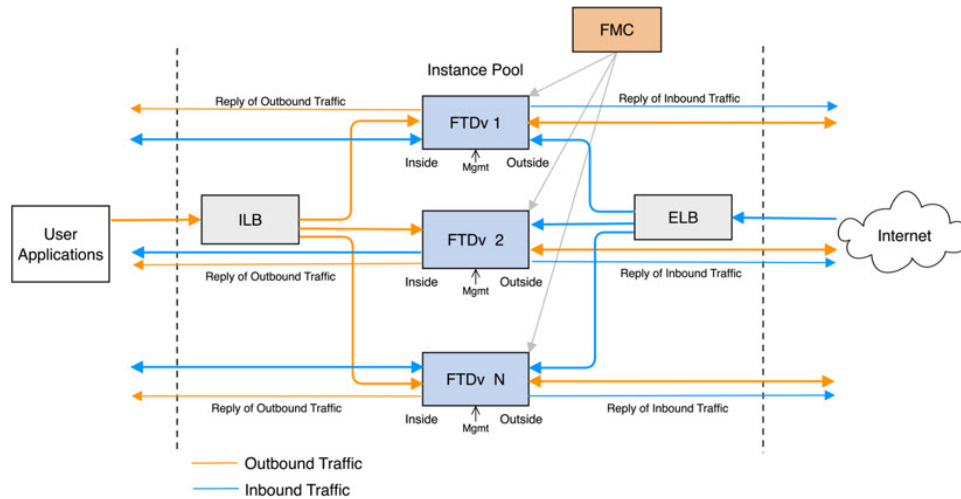 FMC
Instance Pool
Reply of Outbound Traffic
FTDv 1
Reply of Inbound Traffic
Inside
Mgmt
Outside
User
Applications
ILB
FTDv 2
ELB
Internet
Reply of Outbound Traffic
Inside
Mgmt
Outside
Reply of Inbound Traffic
FTDv N
Reply of Outbound Traffic
Inside
Mgmt
Outside
Reply of Inbound Traffic
Outbound Traffic
Inbound Traffic